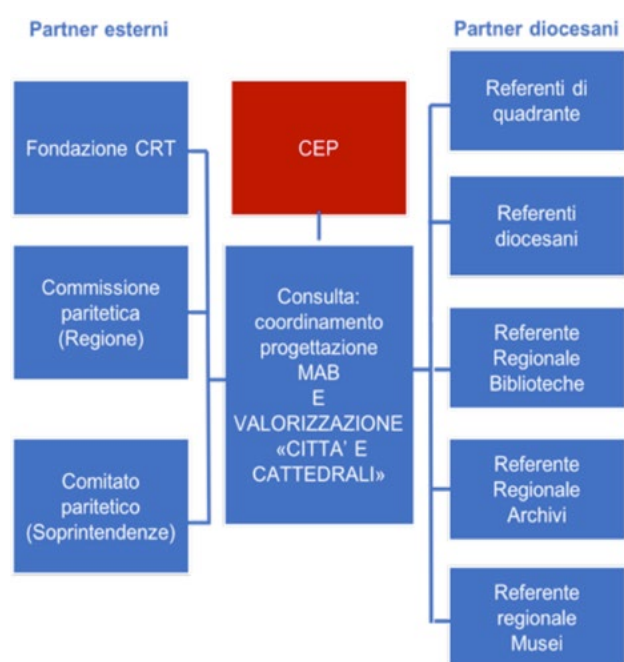 Partner esterni
Fondazione CRT
Commissione
paritetica
(Regione)
Comitato
paritetico
(Soprintendenze)
CEP
Consulta:
coordinamento
progettazione
MAB
E
VALORIZZAZIONE
«CITTA' E
CATTEDRALI»
Partner diocesani
Referenti di
quadrante
Referenti
diocesani
Referente
Regionale
Biblioteche
Referente
Regionale
Archivi
Referente
regionale
Musei